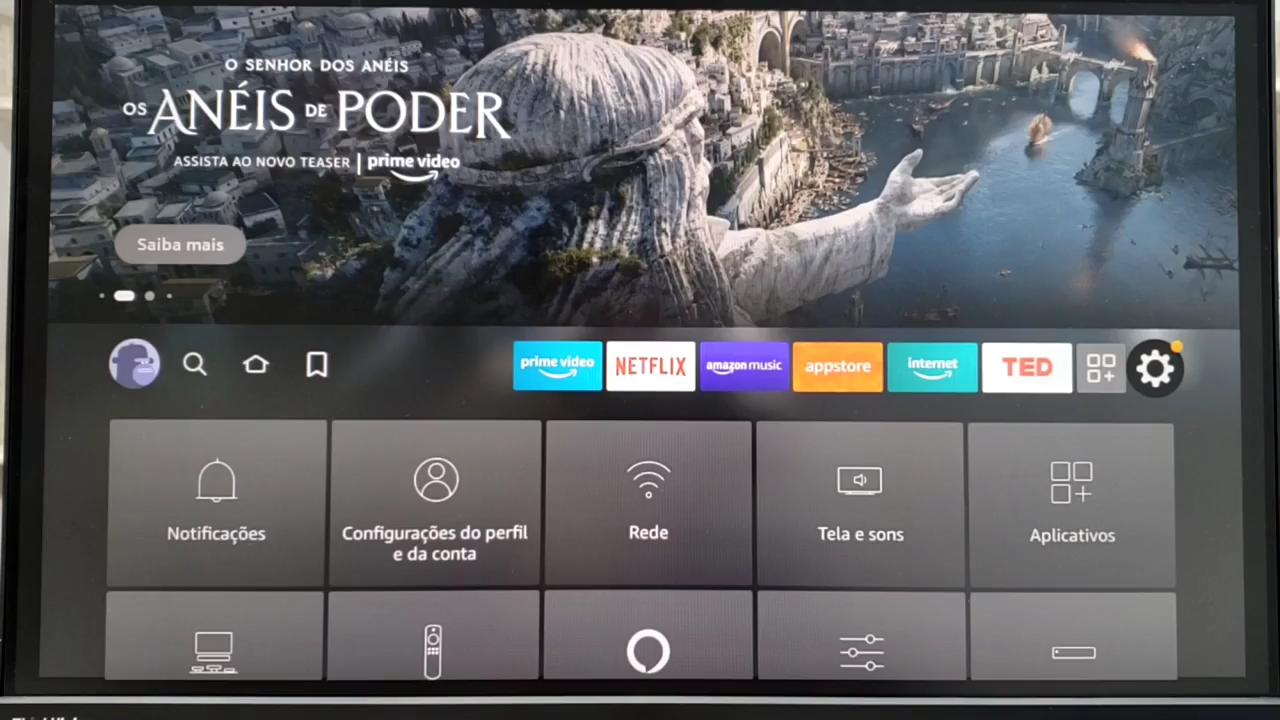 O SENHOR DOS ANÉIS
OS ANÉIS DE PODER
ASSISTA AO NOVO TEASER | prime video
Saiba mais
prime video
NETFLIX
amazon music
appstore
internet
TED
Notificações
Configurações do perfil
e da conta
Rede
Tela e sons
Aplicativos